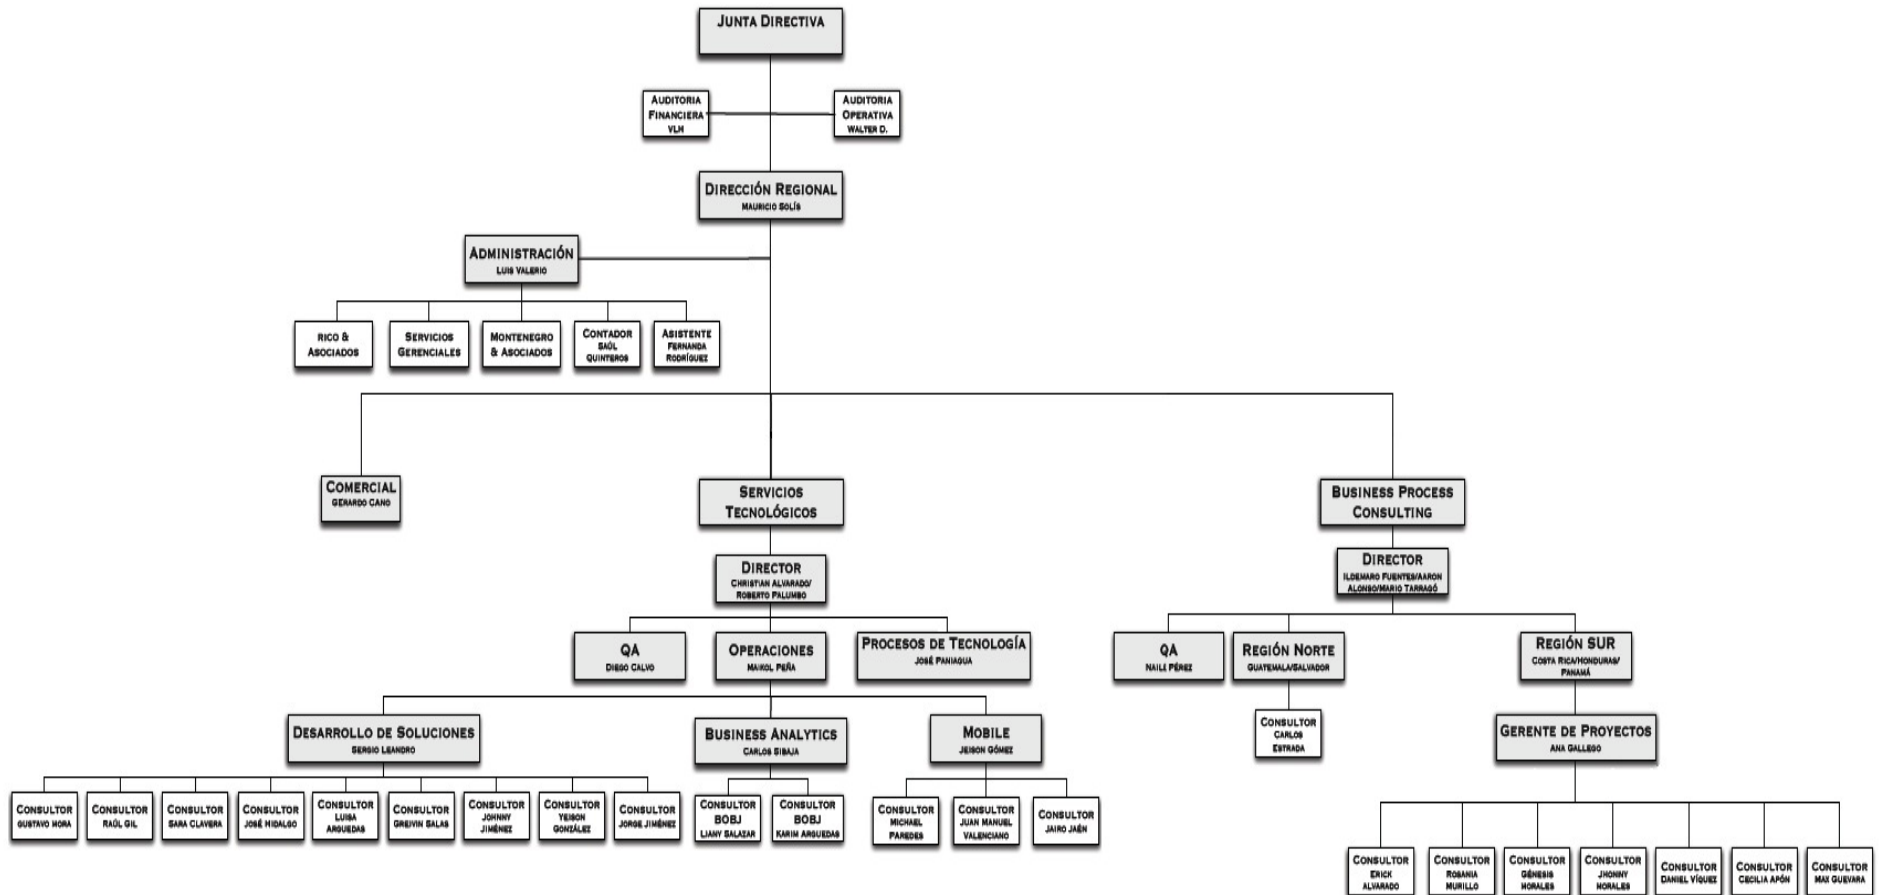 JUNTA DIRECTIVA
AUDITORIA
FINANCIERA
VLH
AUDITORIA
OPERATIVA
WALTER D.
DIRECCIÓN REGIONAL
MAURICIO SOLÍS
ADMINISTRACIÓN
LUIS VALERIO
RICO &
ASOCIADOS
SERVICIOS
GERENCIALES
MONTENEGRO
& ASOCIADOS
CONTADOR
SAÚL
QUINTEROS
ASISTENTE
FERNANDA
RODRÍGUEZ
COMERCIAL
GERARDO CANO
SERVICIOS
TECNOLÓGICOS
BUSINESS PROCESS
CONSULTING
DIRECTOR
CHRISTIAN ALVARADO/
ROBERTO PALUMBO
DIRECTOR
ILDEMARO FUENTES/AARON
ALONSO/MARIO TARRAGÓ
QA
DIEGO CALVO
OPERACIONES
MAIKOL PEÑA
PROCESOS DE TECNOLOGÍA
JOSÉ PANIAGUA
QA
NAILI PÉREZ
REGIÓN NORTE
GUATEMALA/SALVADOR
REGIÓN SUR
COSTA RICA/HONDURAS/
PANAMÁ
DESARROLLO DE SOLUCIONES
SERGIO LEANDRO
BUSINESS ANALYTICS
CARLOS SIBAJA
MOBILE
JEISON GÓMEZ
CONSULTOR
CARLOS
ESTRADA
GERENTE DE PROYECTOS
ANA GALLEGO
CONSULTOR
GUSTAVO MORA
CONSULTOR
RAÚL GIL
CONSULTOR
SARA CLAVERA
CONSULTOR
JOSÉ HIDALGO
CONSULTOR
LUISA
ARGUEDAS
CONSULTOR
GREIVIN SALAS
CONSULTOR
JOHNNY
JIMÉNEZ
CONSULTOR
YEISON
GONZÁLEZ
CONSULTOR
JORGE JIMÉNEZ
CONSULTOR
BOBJ
LIANY SALAZAR
CONSULTOR
BOBJ
KARIM ARGUEDAS
CONSULTOR
MICHAEL
PAREDES
CONSULTOR
JUAN MANUEL
VALENCIANO
CONSULTOR
JAIRO JAÉN
CONSULTOR
ERICK
ALVARADO
CONSULTOR
ROSANIA
MURILLO
CONSULTOR
GÉNESIS
MORALES
CONSULTOR
JHONNY
MORALES
CONSULTOR
DANIEL VÍQUEZ
CONSULTOR
CECILIA APÓN
CONSULTOR
MAX GUEVARA